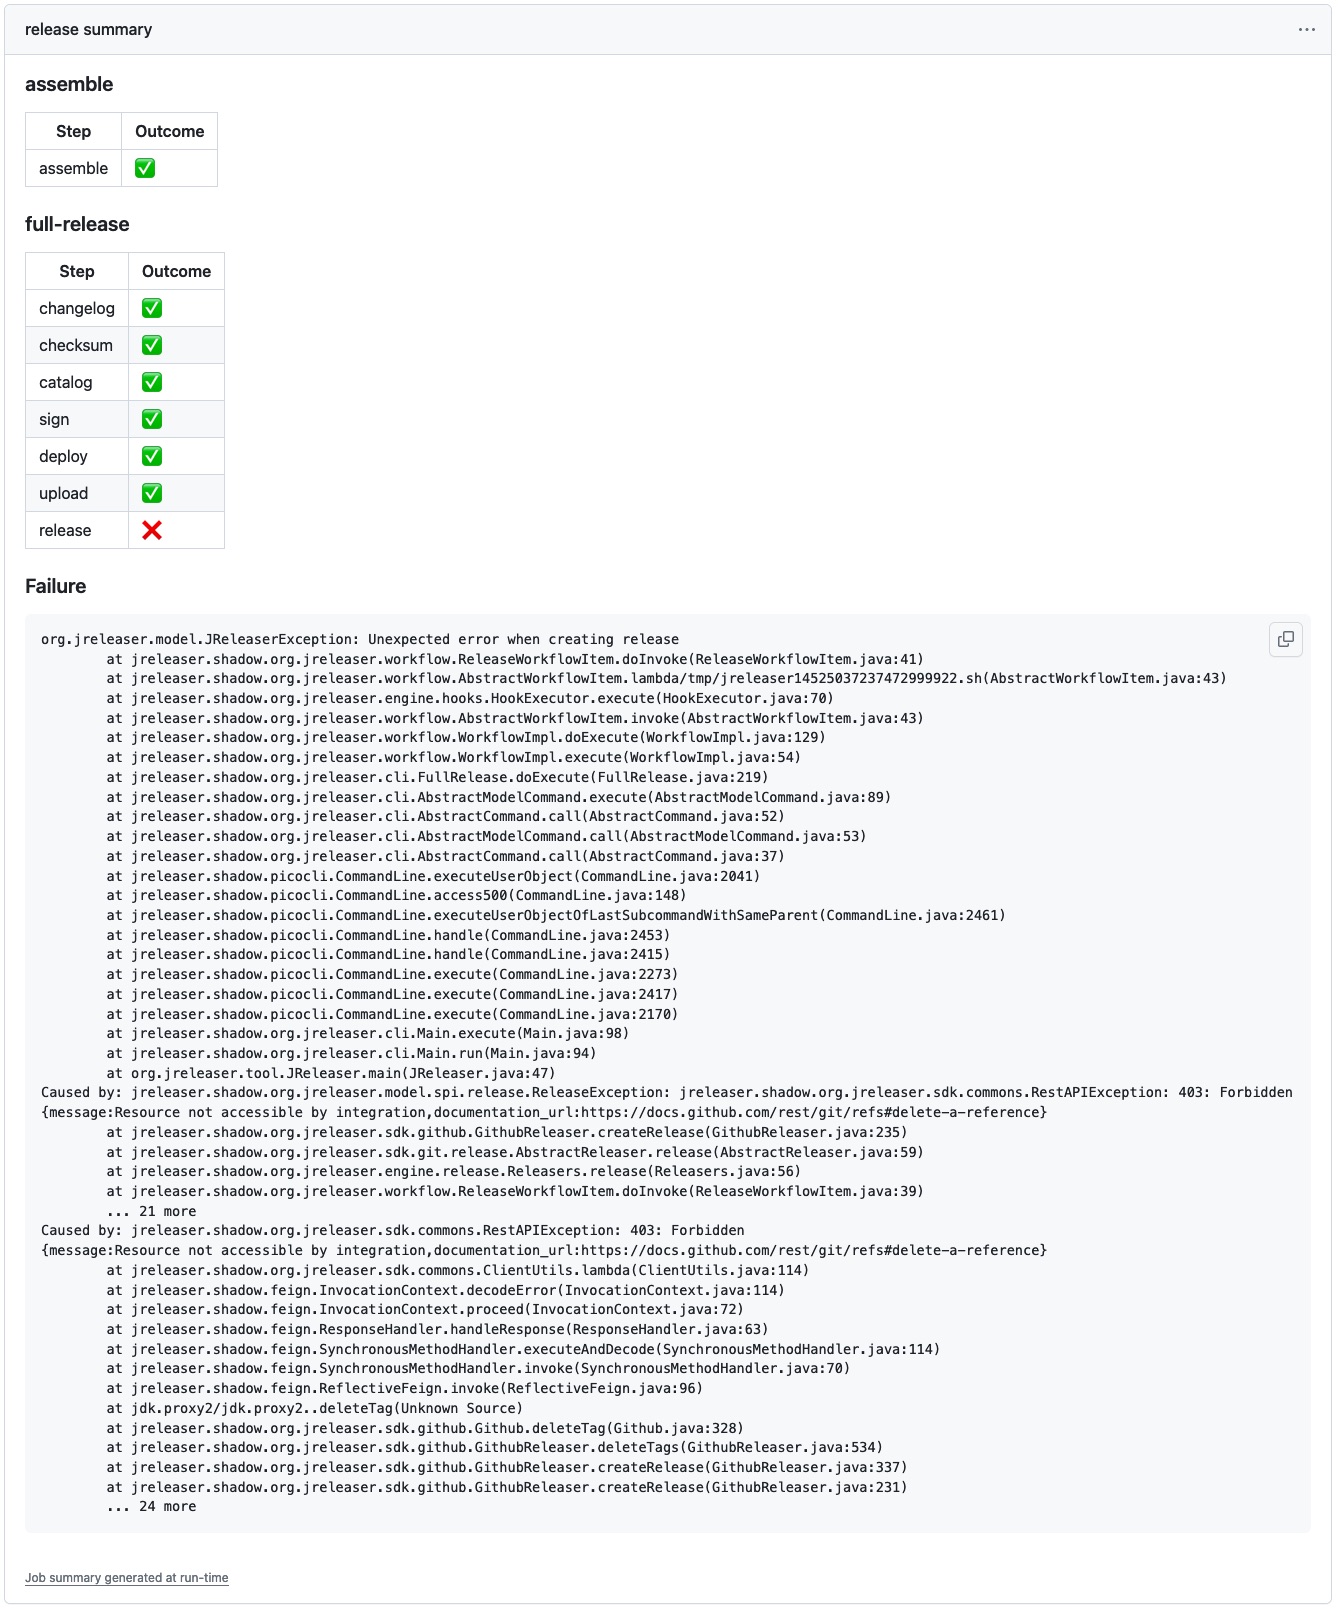 release summary
assemble
Step Outcome
assemble ✅
full-release
Step Outcome
changelog ✅
checksum ✅
catalog ✅
sign ✅
deploy ✅
upload ✅
release ❌
Failure
org.jreleaser.model.JReleaserException: Unexpected error when creating release
        at jreleaser.shadow.org.jreleaser.workflow.ReleaseWorkflowItem.doInvoke(ReleaseWorkflowItem.java:41)
        at jreleaser.shadow.org.jreleaser.workflow.AbstractWorkflowItem.lambda/tmp/jreleaser14525037237472999922.sh(AbstractWorkflowItem.java:43)
        at jreleaser.shadow.org.jreleaser.engine.hooks.HookExecutor.execute(HookExecutor.java:70)
        at jreleaser.shadow.org.jreleaser.workflow.AbstractWorkflowItem.invoke(AbstractWorkflowItem.java:43)
        at jreleaser.shadow.org.jreleaser.workflow.WorkflowImpl.doExecute(WorkflowImpl.java:129)
        at jreleaser.shadow.org.jreleaser.workflow.WorkflowImpl.execute(WorkflowImpl.java:54)
        at jreleaser.shadow.org.jreleaser.cli.FullRelease.doExecute(FullRelease.java:219)
        at jreleaser.shadow.org.jreleaser.cli.AbstractModelCommand.execute(AbstractModelCommand.java:89)
        at jreleaser.shadow.org.jreleaser.cli.AbstractCommand.call(AbstractCommand.java:52)
        at jreleaser.shadow.org.jreleaser.cli.AbstractModelCommand.call(AbstractModelCommand.java:53)
        at jreleaser.shadow.org.jreleaser.cli.AbstractCommand.call(AbstractCommand.java:37)
        at jreleaser.shadow.picocli.CommandLine.executeUserObject(CommandLine.java:2041)
        at jreleaser.shadow.picocli.CommandLine.access500(CommandLine.java:148)
        at jreleaser.shadow.picocli.CommandLine.executeUserObjectOfLastSubcommandWithSameParent(CommandLine.java:2461)
        at jreleaser.shadow.picocli.CommandLine.handle(CommandLine.java:2453)
        at jreleaser.shadow.picocli.CommandLine.handle(CommandLine.java:2415)
        at jreleaser.shadow.picocli.CommandLine.execute(CommandLine.java:2273)
        at jreleaser.shadow.picocli.CommandLine.execute(CommandLine.java:2417)
        at jreleaser.shadow.picocli.CommandLine.execute(CommandLine.java:2170)
        at jreleaser.shadow.org.jreleaser.cli.Main.execute(Main.java:98)
        at jreleaser.shadow.org.jreleaser.cli.Main.run(Main.java:94)
        at org.jreleaser.tool.JReleaser.main(JReleaser.java:47)
Caused by: jreleaser.shadow.org.jreleaser.model.spi.release.ReleaseException: jreleaser.shadow.org.jreleaser.sdk.commons.RestAPIException: 403: Forbidden
{message:Resource not accessible by integration,documentation_url:https://docs.github.com/rest/git/refs#delete-a-reference}
        at jreleaser.shadow.org.jreleaser.sdk.github.GithubReleaser.createRelease(GithubReleaser.java:235)
        at jreleaser.shadow.org.jreleaser.sdk.git.release.AbstractReleaser.release(AbstractReleaser.java:59)
        at jreleaser.shadow.org.jreleaser.engine.release.Releasers.release(Releasers.java:56)
        at jreleaser.shadow.org.jreleaser.workflow.ReleaseWorkflowItem.doInvoke(ReleaseWorkflowItem.java:39)
        ... 21 more
Caused by: jreleaser.shadow.org.jreleaser.sdk.commons.RestAPIException: 403: Forbidden
{message:Resource not accessible by integration,documentation_url:https://docs.github.com/rest/git/refs#delete-a-reference}
        at jreleaser.shadow.org.jreleaser.sdk.commons.ClientUtils.lambda(ClientUtils.java:114)
        at jreleaser.shadow.feign.InvocationContext.decodeError(InvocationContext.java:114)
        at jreleaser.shadow.feign.InvocationContext.proceed(InvocationContext.java:72)
        at jreleaser.shadow.feign.ResponseHandler.handleResponse(ResponseHandler.java:63)
        at jreleaser.shadow.feign.SynchronousMethodHandler.executeAndDecode(SynchronousMethodHandler.java:114)
        at jreleaser.shadow.feign.SynchronousMethodHandler.invoke(SynchronousMethodHandler.java:70)
        at jreleaser.shadow.feign.ReflectiveFeign.invoke(ReflectiveFeign.java:96)
        at jdk.proxy2/jdk.proxy2..deleteTag(Unknown Source)
        at jreleaser.shadow.org.jreleaser.sdk.github.Github.deleteTag(Github.java:328)
        at jreleaser.shadow.org.jreleaser.sdk.github.GithubReleaser.deleteTags(GithubReleaser.java:534)
        at jreleaser.shadow.org.jreleaser.sdk.github.GithubReleaser.createRelease(GithubReleaser.java:337)
        at jreleaser.shadow.org.jreleaser.sdk.github.GithubReleaser.createRelease(GithubReleaser.java:231)
        ... 24 more
Job summary generated at run-time